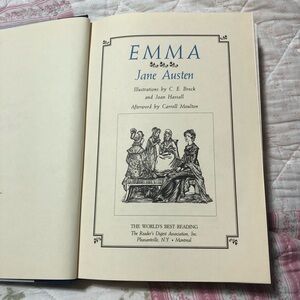 EMMA
Jane Austen
Illustrations by C. E. Brock
and Joan Hassall
Afterword by Carroll Moulton
THE WORLD'S BEST READING
The Reader's Digest Association, Inc.
Pleasantville, N.Y. • Montreal